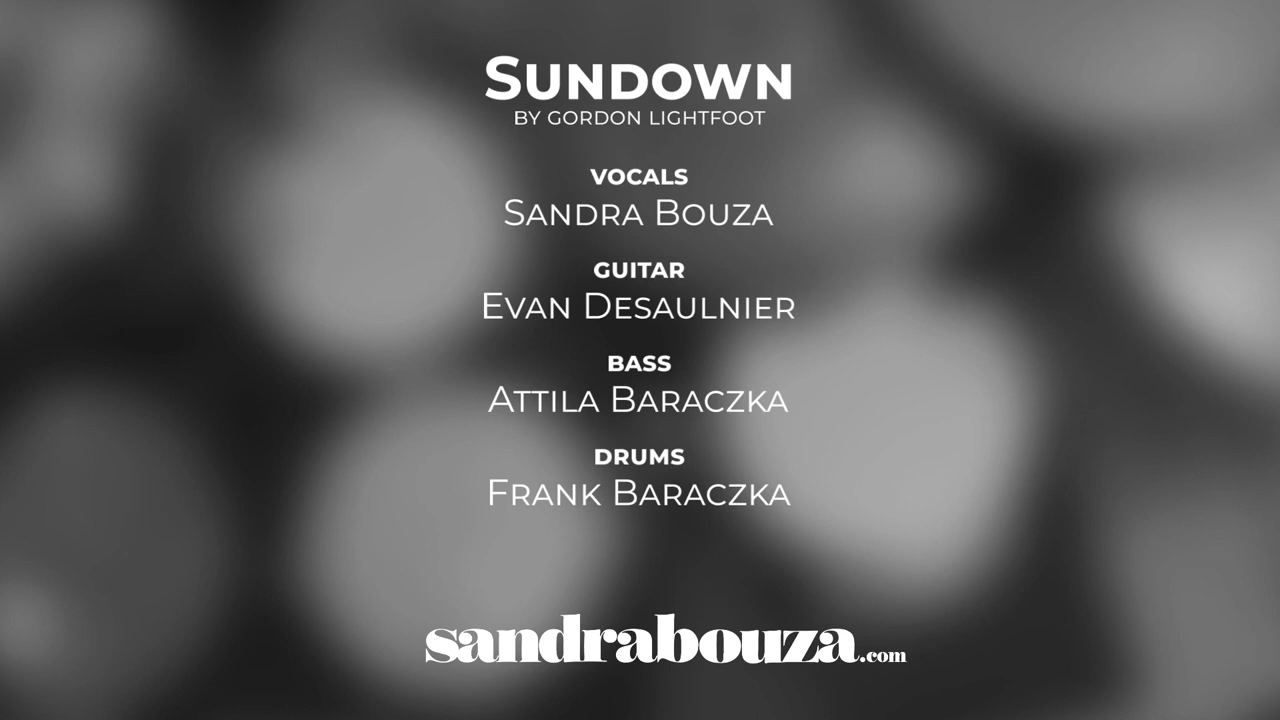 SUNDOWN
BY GORDON LIGHTFOOT
VOCALS
SANDRA BOUZA
GUITAR
EVAN DESAULNIER
BASS
ATTILA BARACZKA
DRUMS
FRANK BARACZKA
sandrabouza.com